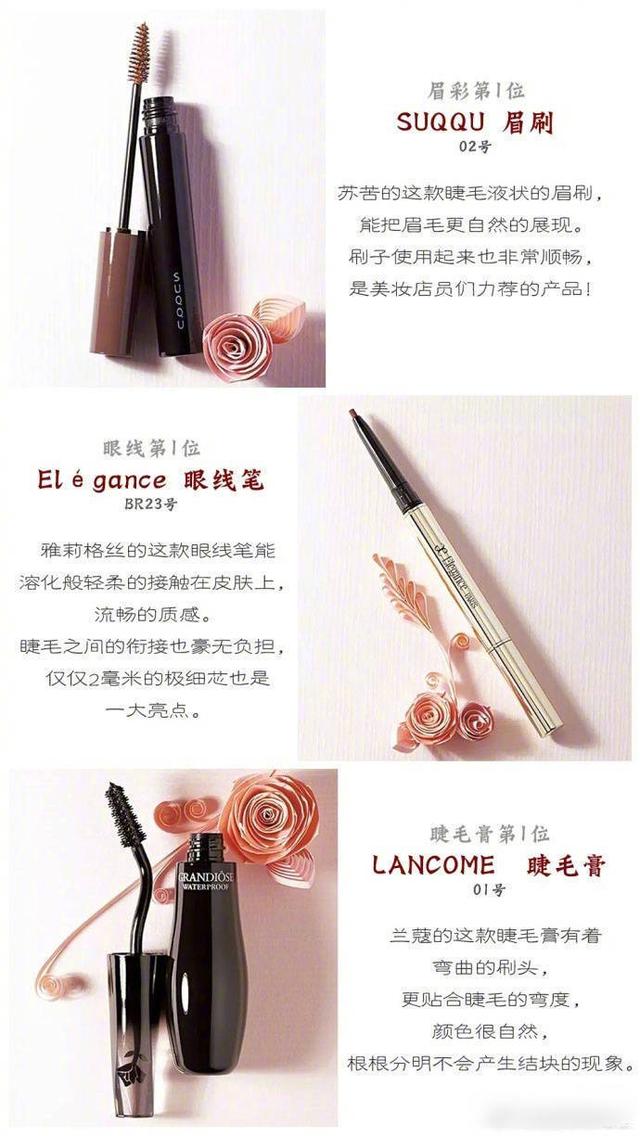 眉彩第1位
SUQQU 眉刷
02号
苏苦的这款睫毛液状的眉刷，
能把眉毛更自然的展现。
刷子使用起来也非常顺畅，
是美妆店员们力荐的产品！
SUQQU
眼线第1位
Elégance 眼线笔
BR23号
雅莉格丝的这款眼线笔能
溶化般轻柔的接触在皮肤上，
流畅的质感。
睫毛之间的衔接也豪无负担，
仅仅2毫米的极细芯也是
一大亮点。
Elégance
睫毛膏第1位
LANCOME 睫毛膏
01号
兰蔻的这款睫毛膏有着
弯曲的刷头，
更贴合睫毛的弯度，
颜色很自然，
根根分明不会产生结块的现象。
GRANDIÔSE
WATERPROOF